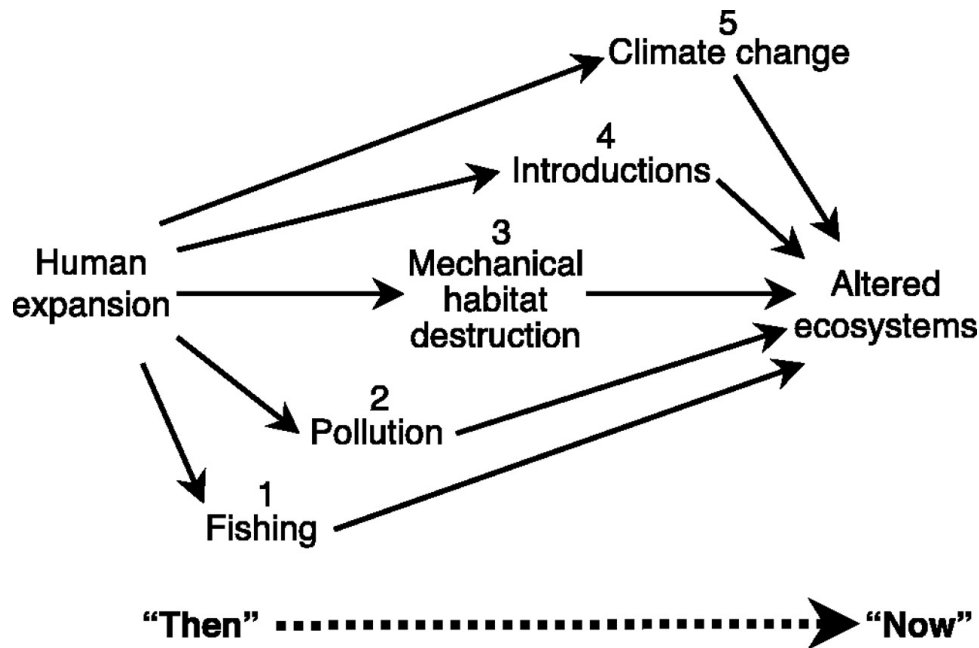 5
Climate change
4
Introductions
3
Mechanical
habitat
destruction
Human
expansion
Altered
ecosystems
2
Pollution
1
Fishing
“Then”
“Now”